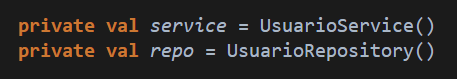 private val service = UsuarioService()
private val repo = UsuarioRepository()